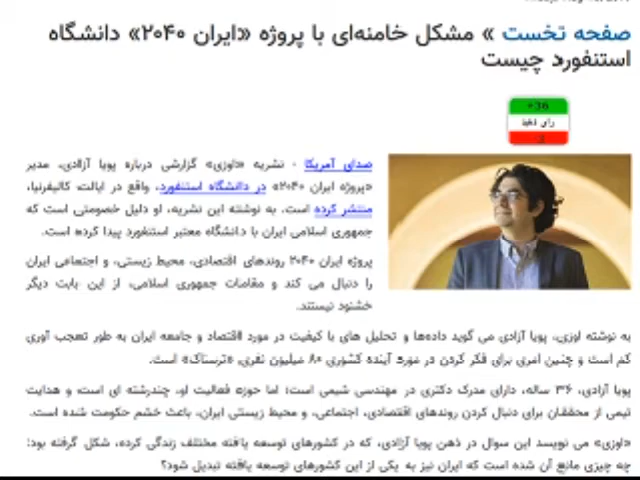 صفحه نخست » مشکل خامنه‌ای با پروژه «ایران ۲۰۴۰» دانشگاه
استنفورد چیست
+36
رای دهید
صدای آمریکا - نشریه «اوزی» گزارشی درباره پویا آزادی، مدیر
«پروژه ایران ۲۰۴۰» در دانشگاه استنفورد، واقع در ایالت کالیفرنیا،
منتشر کرده است. به نوشته این نشریه، او دلیل خصومتی است که
جمهوری اسلامی ایران با دانشگاه معتبر استنفورد پیدا کرده است.
پروژه ایران ۲۰۴۰ روندهای اقتصادی، محیط زیستی، و اجتماعی ایران
را دنبال می کند و مقامات جمهوری اسلامی، از این بابت دیگر
خشنود نیستند.
به نوشته اوزی، پویا آزادی می گوید داده‌ها و تحلیل های با کیفیت در مورد اقتصاد و جامعه ایران به طور تعجب آوری
کم است و چنین امری برای فکر کردن در مورد آینده کشوری ۸۰ میلیون نفری، «ترسناک» است.
پویا آزادی، ۳۶ ساله، دارای مدرک دکتری در مهندسی شیمی است؛ اما حوزه فعالیت او، چندرشته ای است، و هدایت
تیمی از محققان برای دنبال کردن روندهای اقتصادی، اجتماعی، و محیط زیستی ایران، باعث خشم حکومت شده است.
«اوزی» می نویسد این سوال در ذهن پویا آزادی، که در کشورهای توسعه یافته مختلف زندگی کرده، شکل گرفته بود:
چه چیزی مانع آن شده است که ایران نیز به یکی از این کشورهای توسعه یافته تبدیل شود؟